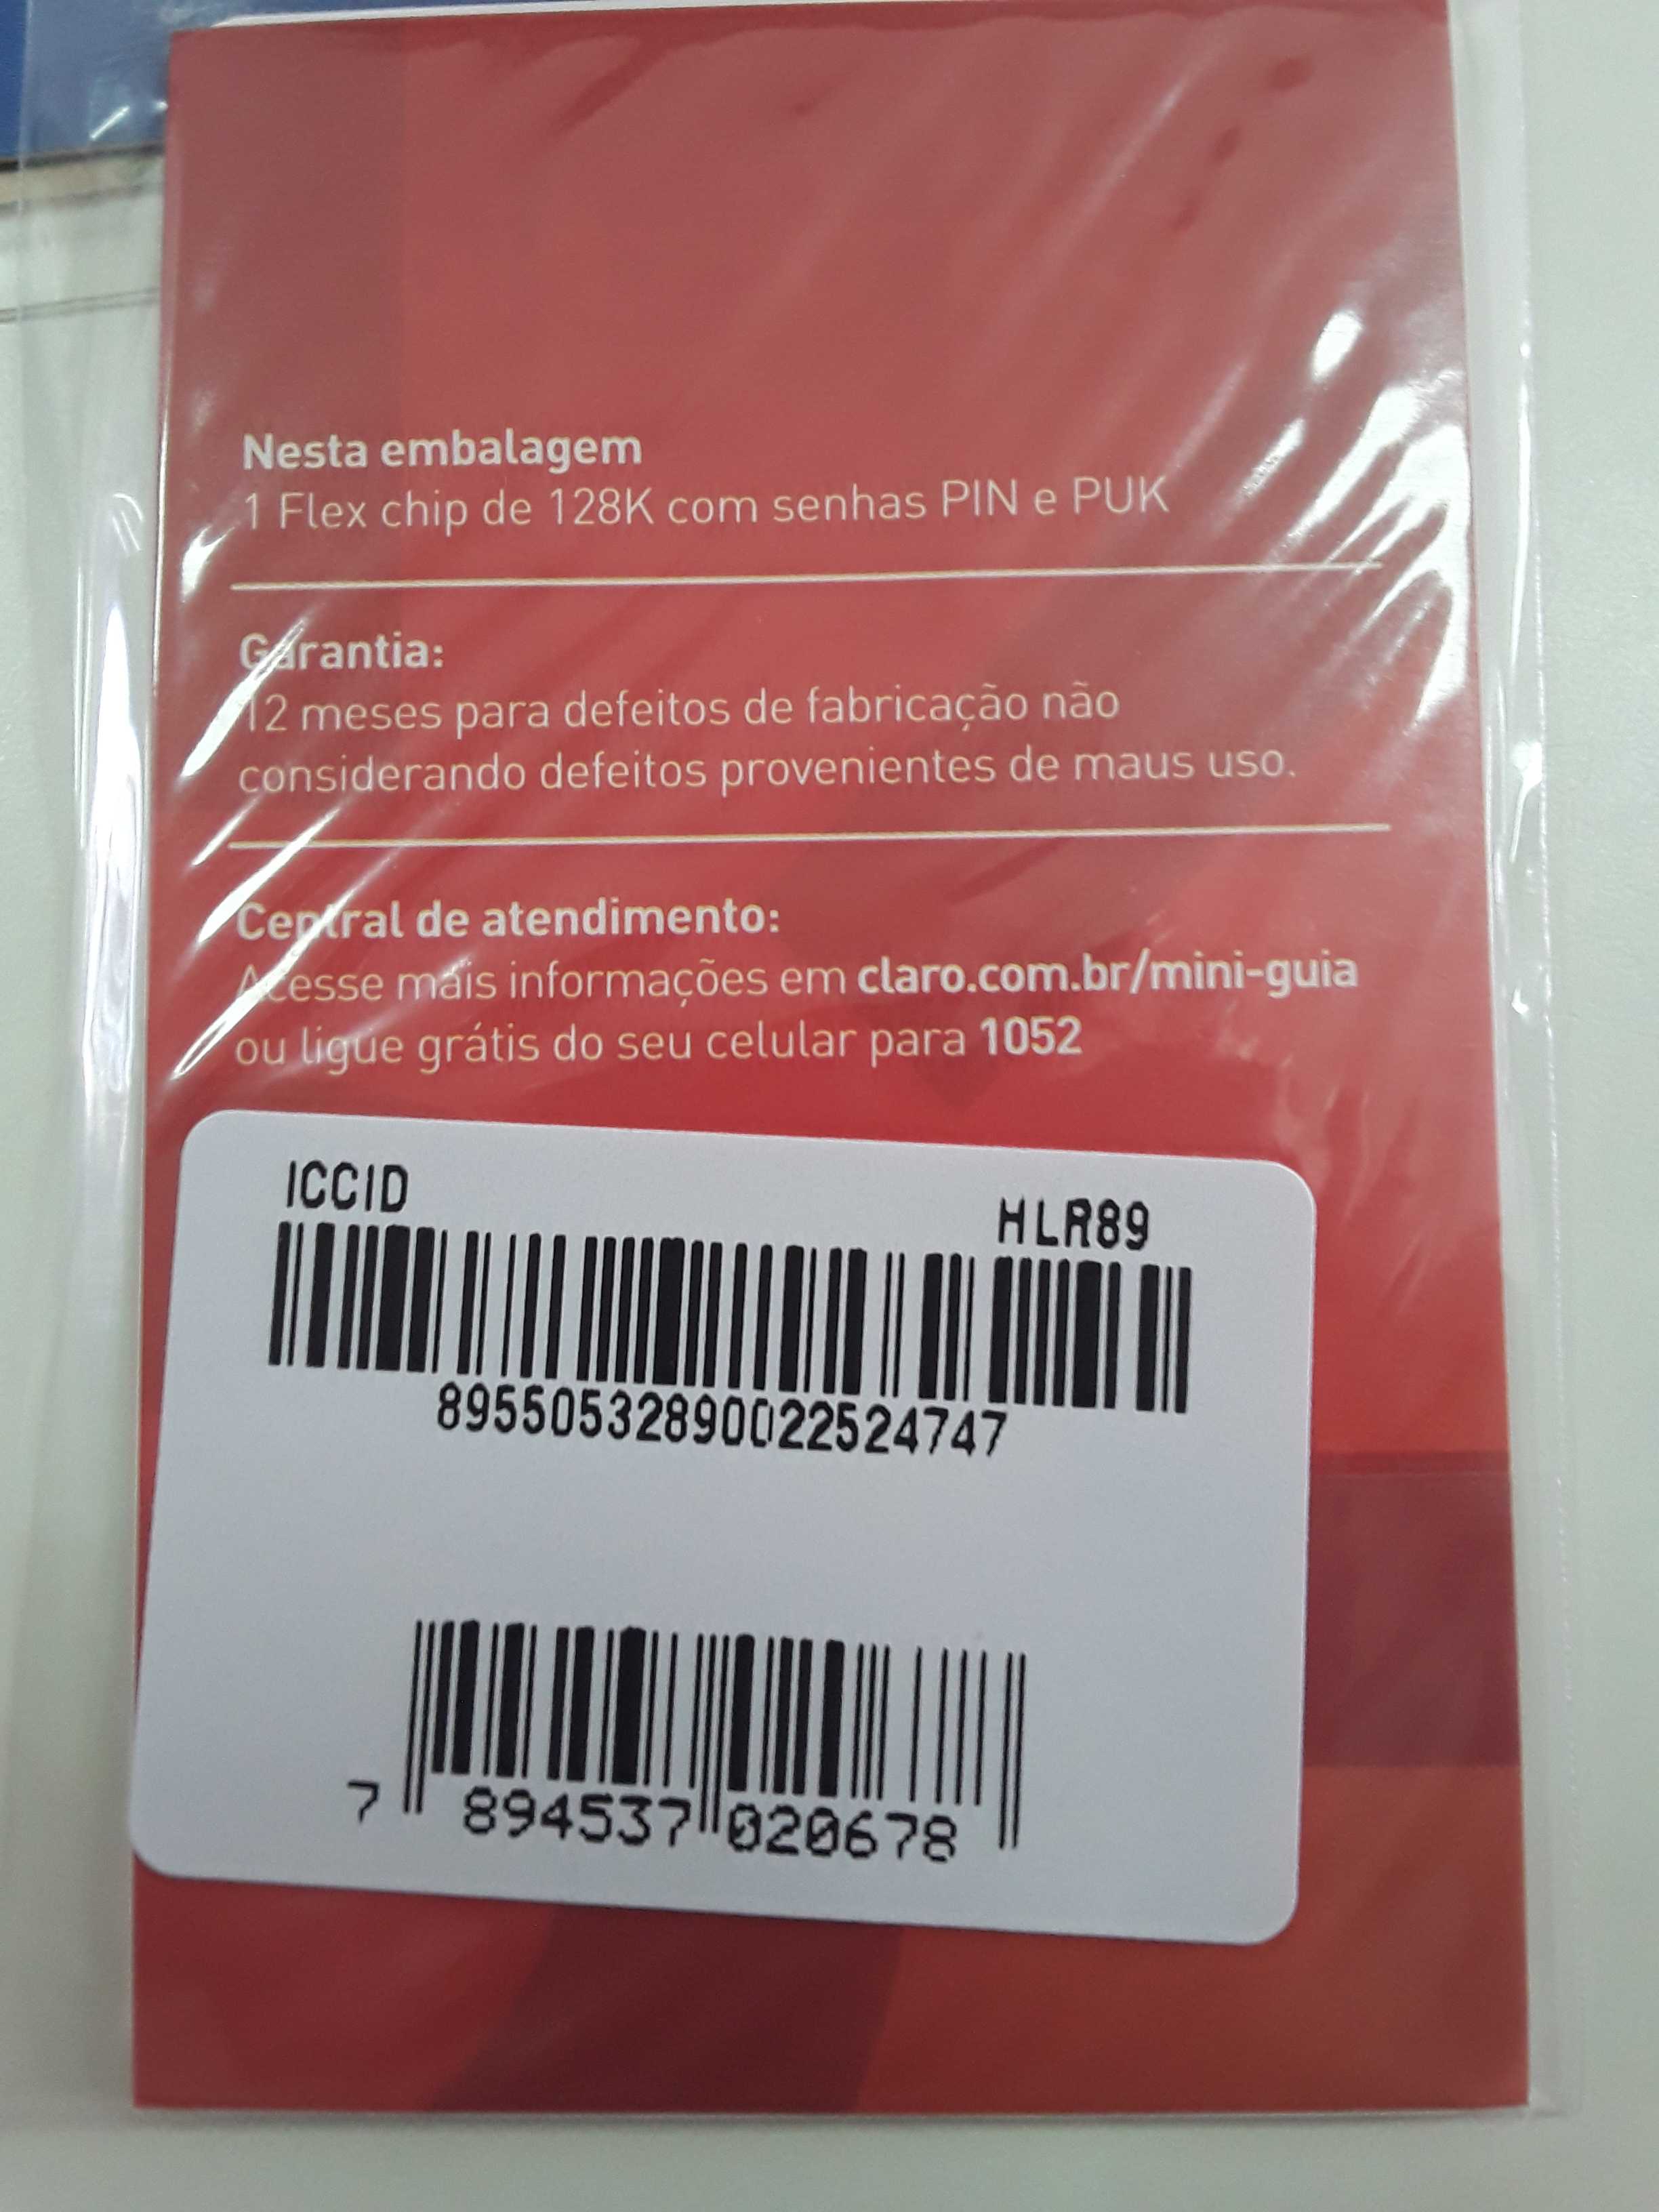 Nesta embalagem
1 Flex chip de 128K com senhas PIN e PUK
Garantia:
12 meses para defeitos de fabricação não
considerando defeitos provenientes de maus uso.
Central de atendimento:
Acesse mais informações em claro.com.br/mini-guia
ou ligue grátis do seu celular para 1052
ICCID HLR89
89550532890022524747
7 894537 020678